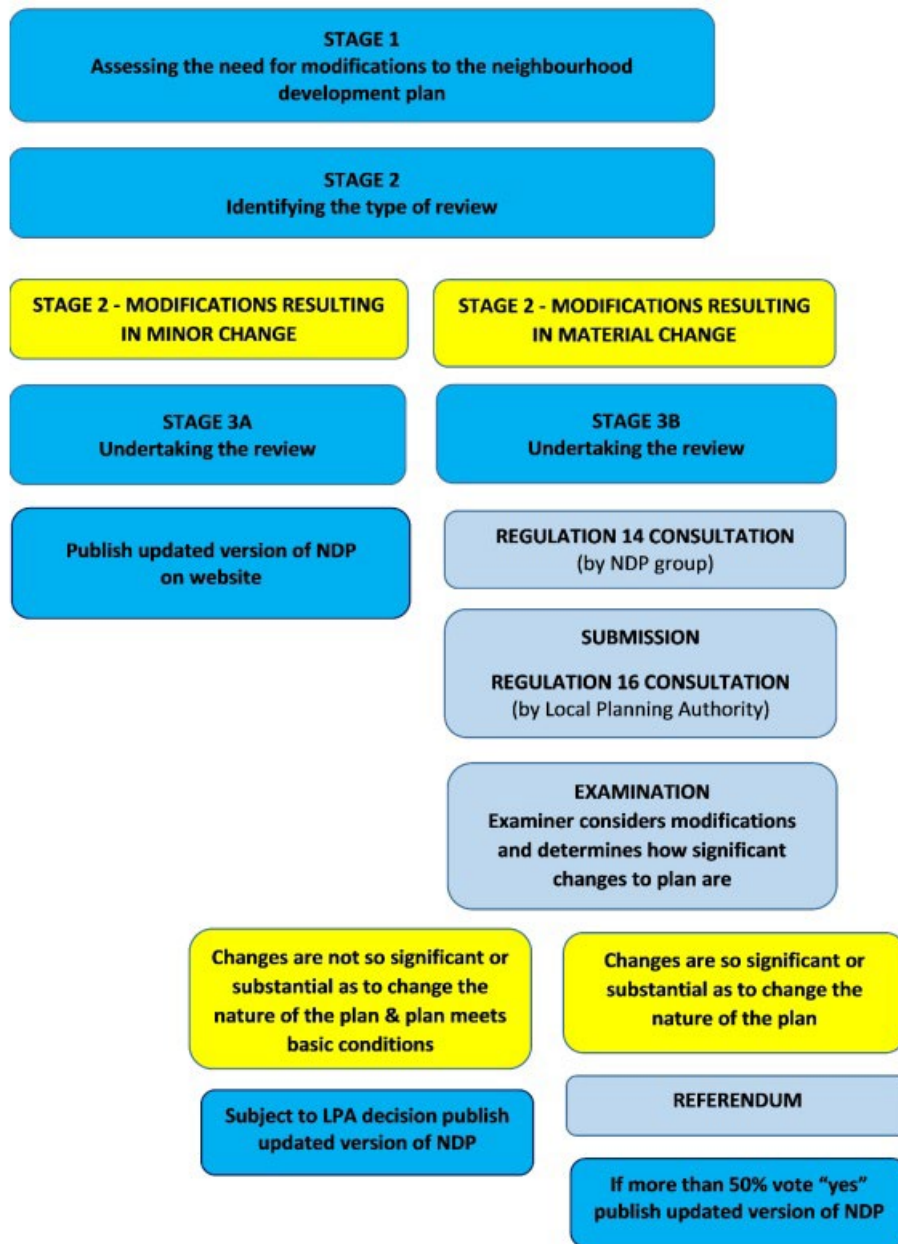 STAGE 1
Assessing the need for modifications to the neighbourhood
development plan
STAGE 2
Identifying the type of review
STAGE 2 - MODIFICATIONS RESULTING
IN MINOR CHANGE
STAGE 2 - MODIFICATIONS RESULTING
IN MATERIAL CHANGE
STAGE 3A
Undertaking the review
STAGE 3B
Undertaking the review
Publish updated version of NDP
on website
REGULATION 14 CONSULTATION
(by NDP group)
SUBMISSION
REGULATION 16 CONSULTATION
(by Local Planning Authority)
EXAMINATION
Examiner considers modifications
and determines how significant
changes to plan are
Changes are not so significant or
substantial as to change the
nature of the plan & plan meets
basic conditions
Changes are so significant or
substantial as to change the
nature of the plan
Subject to LPA decision publish
updated version of NDP
REFERENDUM
If more than 50% vote “yes”
publish updated version of NDP